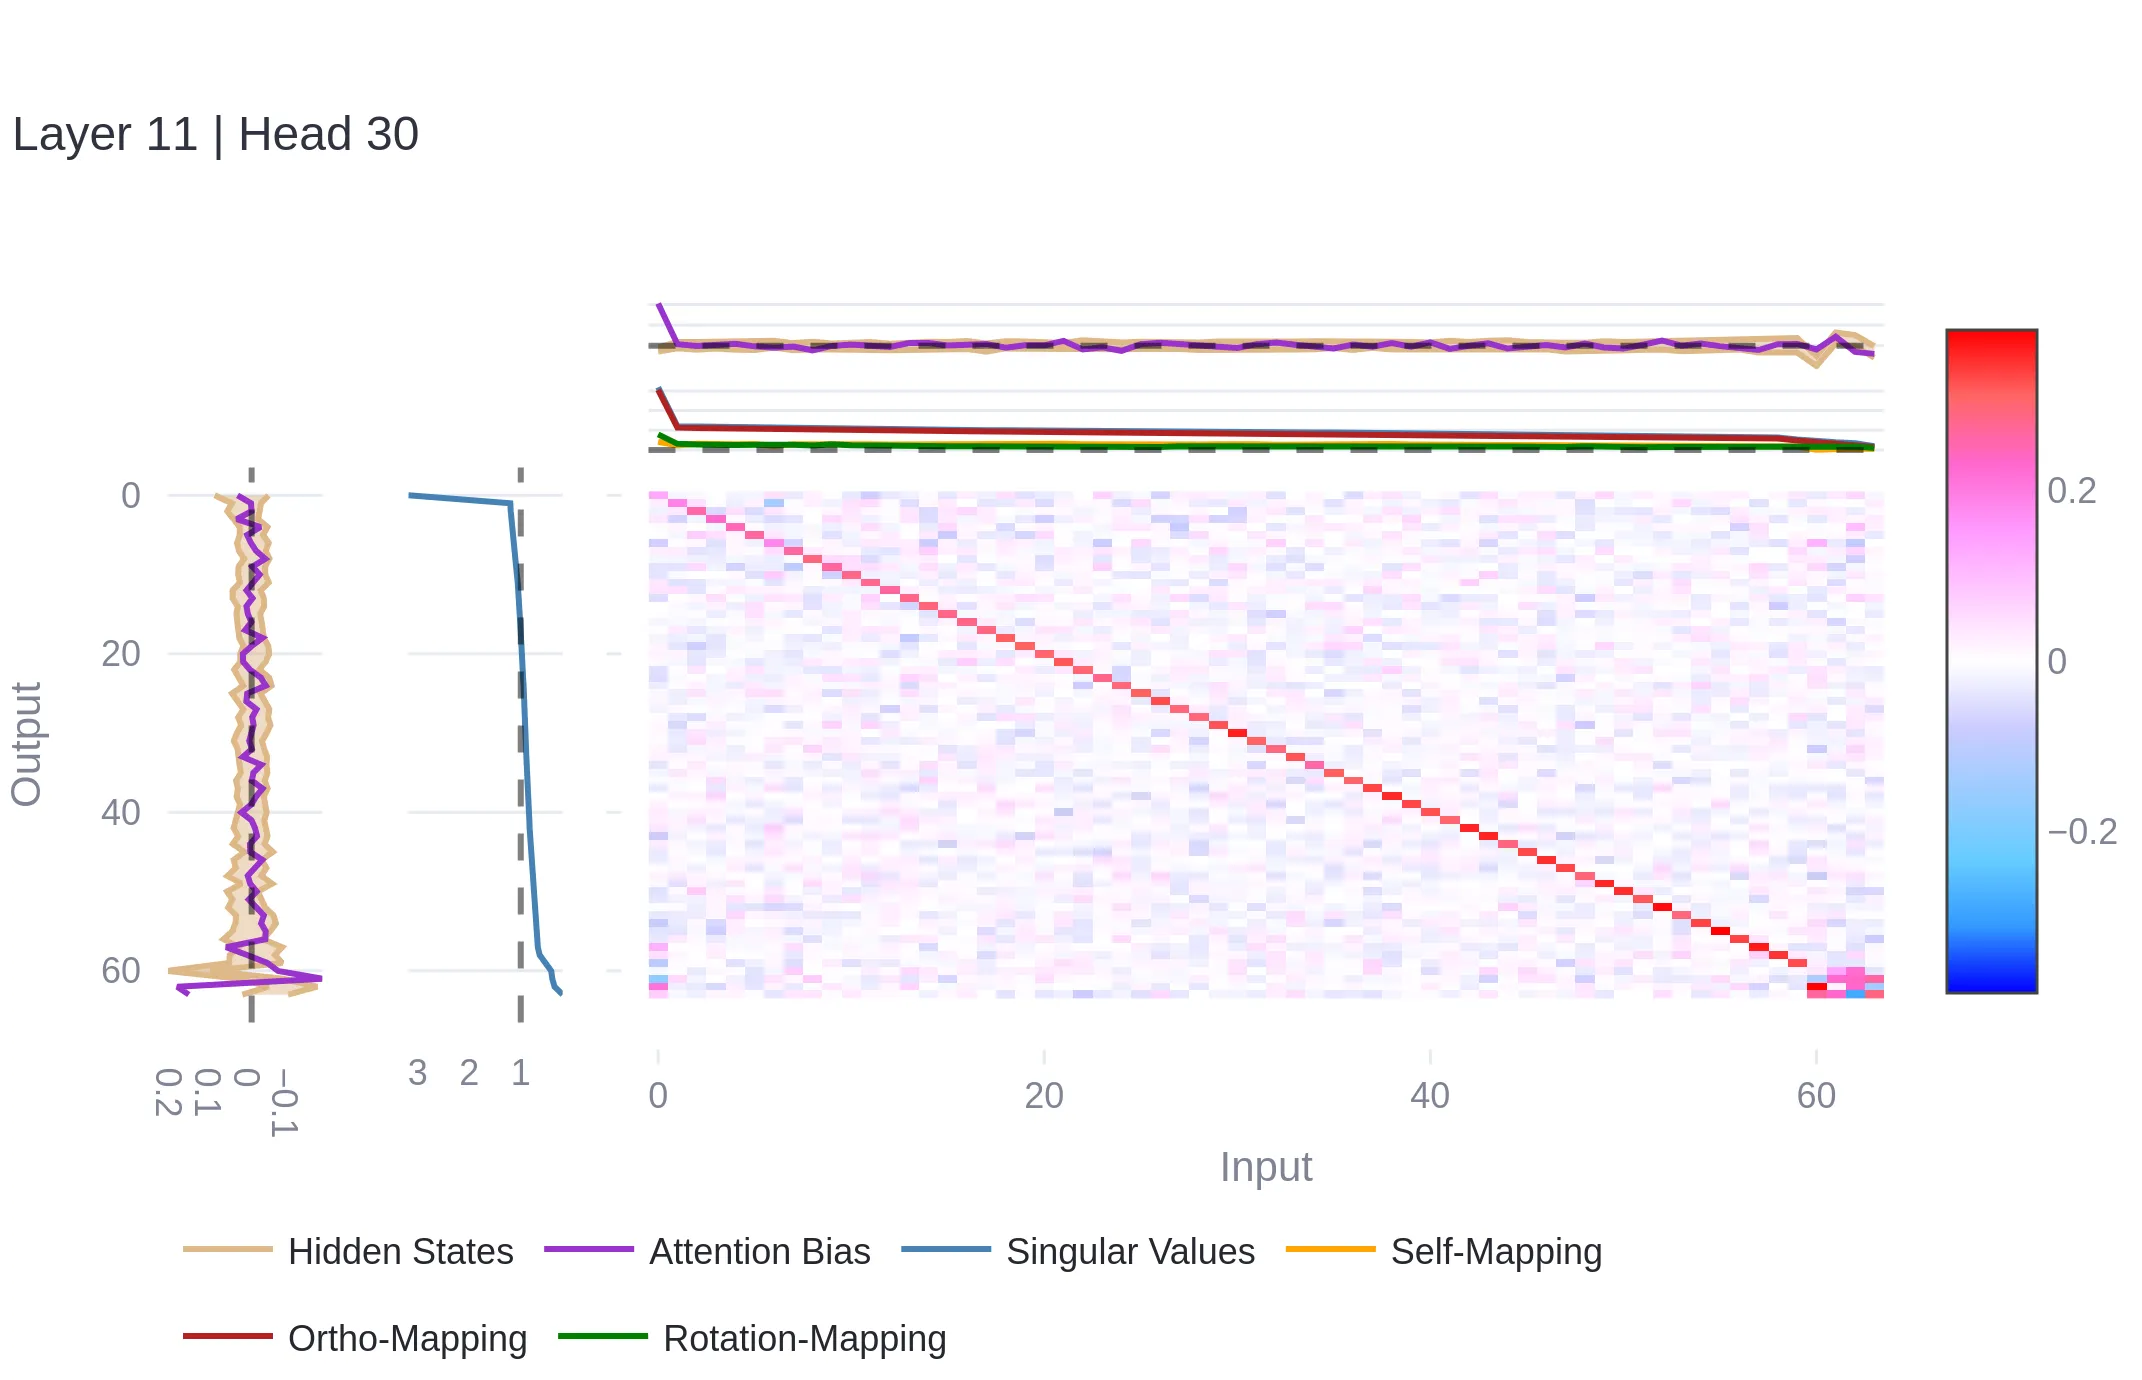 Layer 11 | Head 30
0
20
40
60
Output
0.2
0.1
0
−0.1
3 2 1
0 20 40 60
Input
0.2
0
−0.2
Hidden States Attention Bias Singular Values Self-Mapping
Ortho-Mapping Rotation-Mapping